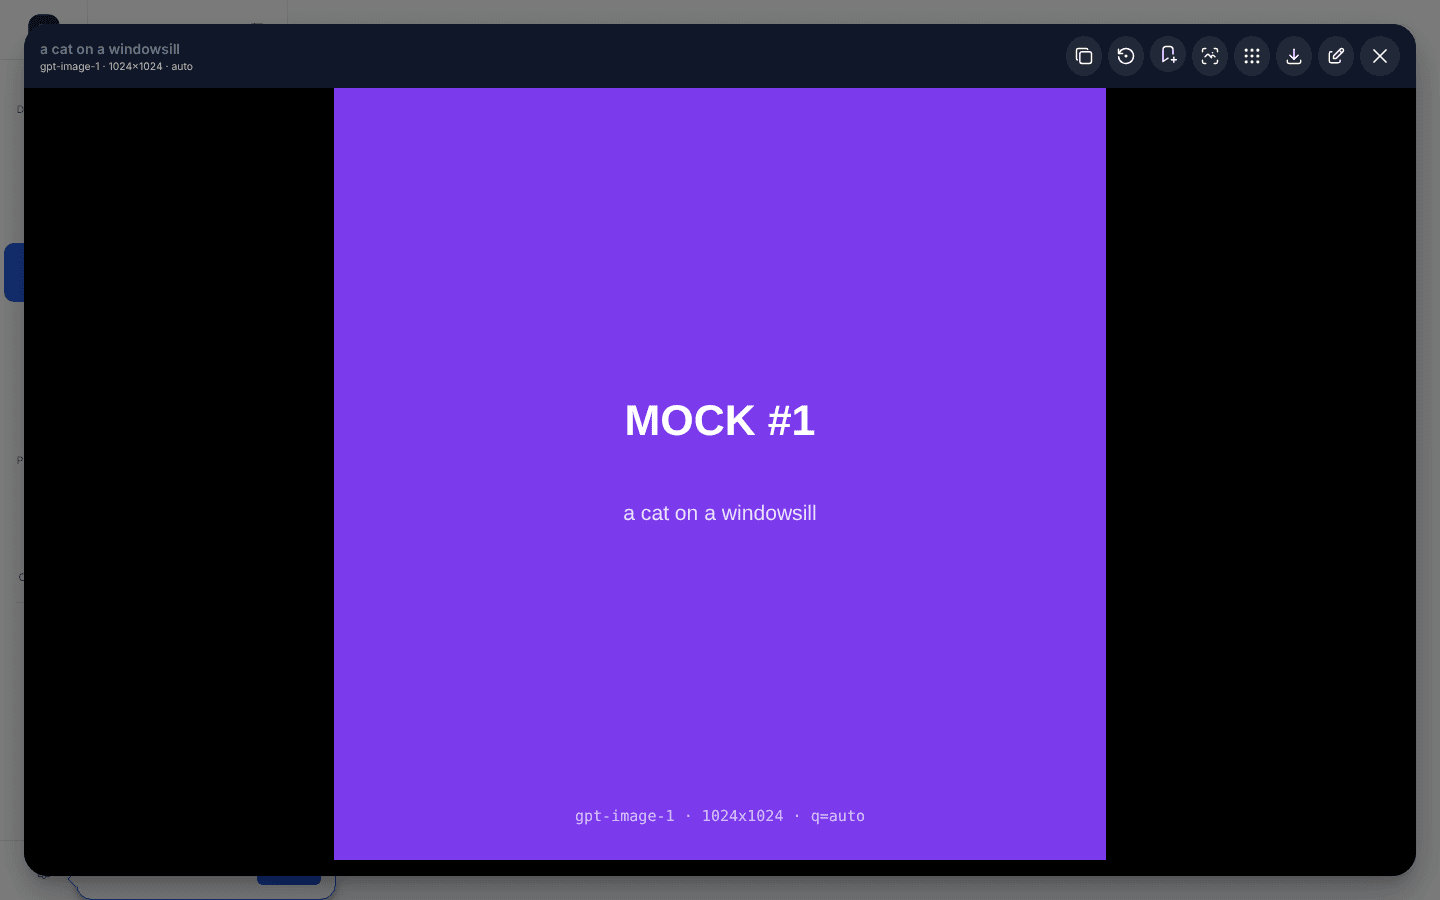 a cat on a windowsill
gpt-image-1 · 1024×1024 · auto
MOCK #1
a cat on a windowsill
gpt-image-1 · 1024x1024 · q=auto